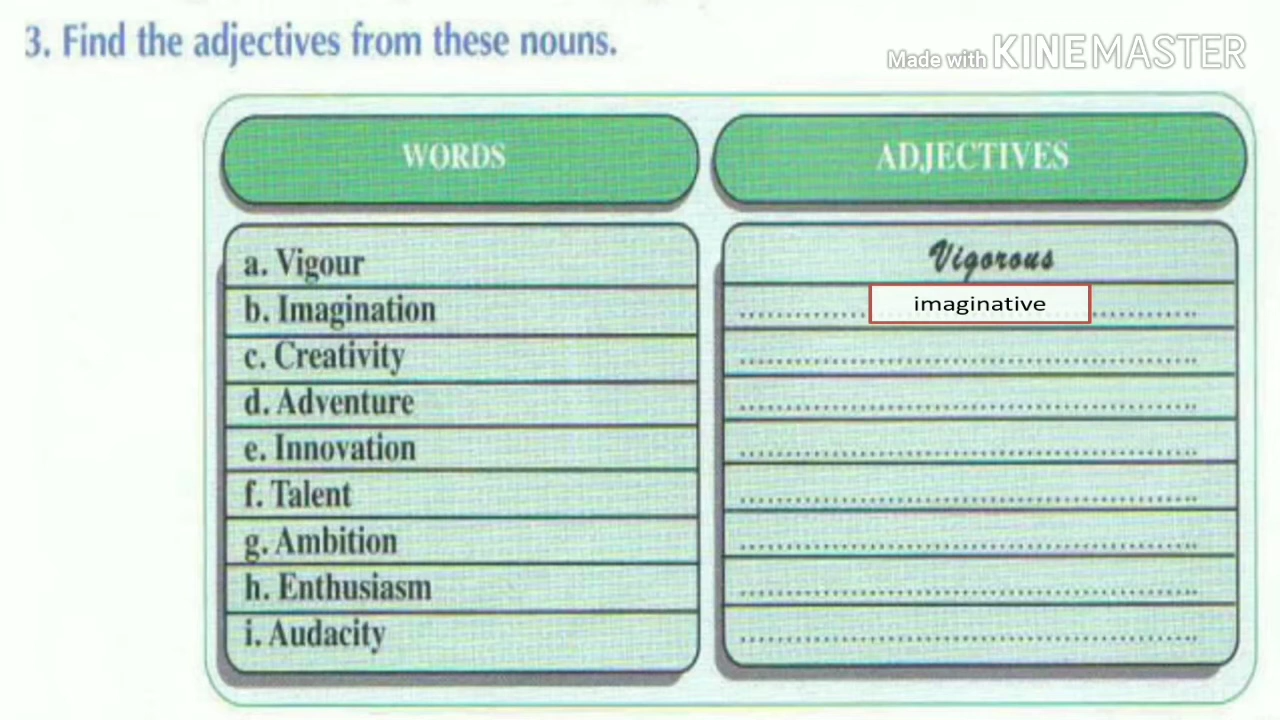 3. Find the adjectives from these nouns.
Made with KINEMASTER
WORDS ADJECTIVES
a. Vigour Vigorous
b. Imagination .......... imaginative ..........
c. Creativity ..........
d. Adventure ..........
e. Innovation ..........
f. Talent ..........
g. Ambition ..........
h. Enthusiasm ..........
i. Audacity ..........